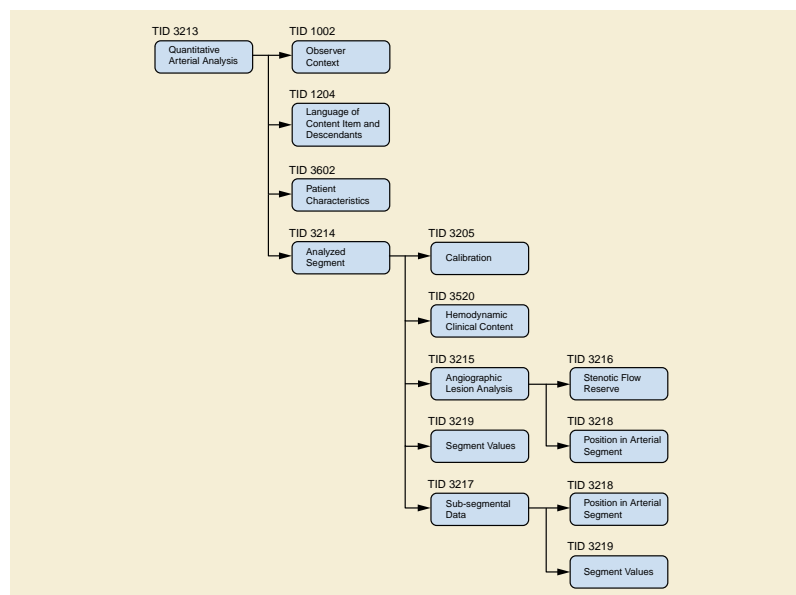 TID 3213
Quantitative
Arterial Analysis
TID 1002
Observer
Context
TID 1204
Language of
Content Item and
Descendants
TID 3602
Patient
Characteristics
TID 3214
Analyzed
Segment
TID 3205
Calibration
TID 3520
Hemodynamic
Clinical Content
TID 3215
Angiographic
Lesion Analysis
TID 3216
Stenotic Flow
Reserve
TID 3218
Position in Arterial
Segment
TID 3219
Segment Values
TID 3217
Sub-segmental
Data
TID 3218
Position in Arterial
Segment
TID 3219
Segment Values